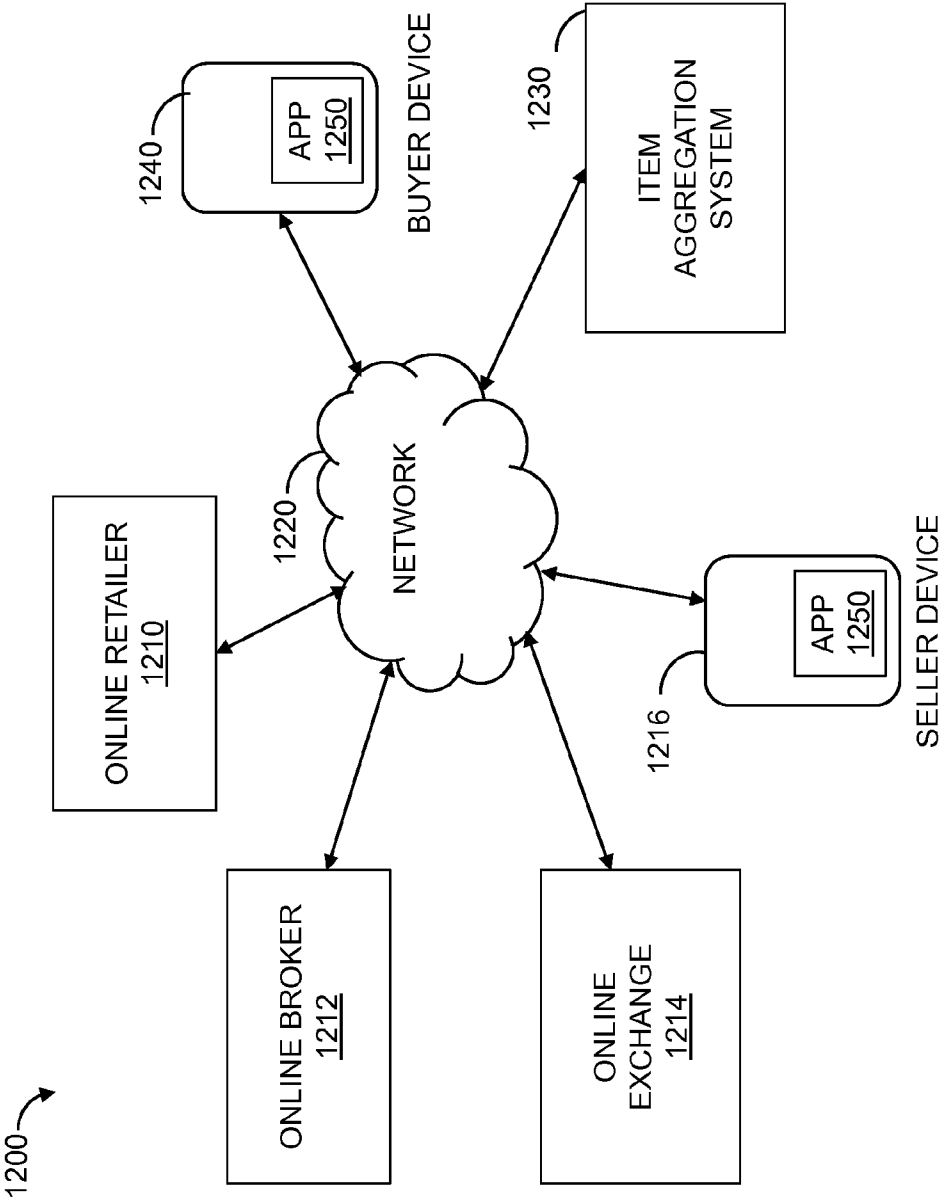 1200
ONLINE RETAILER
1210
ONLINE BROKER
1212
1220
NETWORK
1240
APP
1250
BUYER DEVICE
ONLINE
EXCHANGE
1214
1216
APP
1250
SELLER DEVICE
1230
ITEM
AGGREGATION
SYSTEM